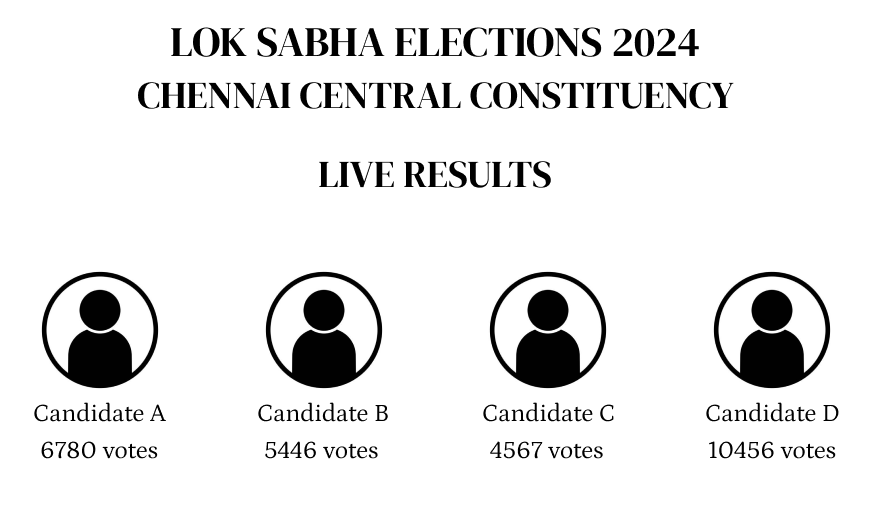 LOK SABHA ELECTIONS 2024
CHENNAI CENTRAL CONSTITUENCY
LIVE RESULTS
Candidate A
6780 votes
Candidate B
5446 votes
Candidate C
4567 votes
Candidate D
10456 votes